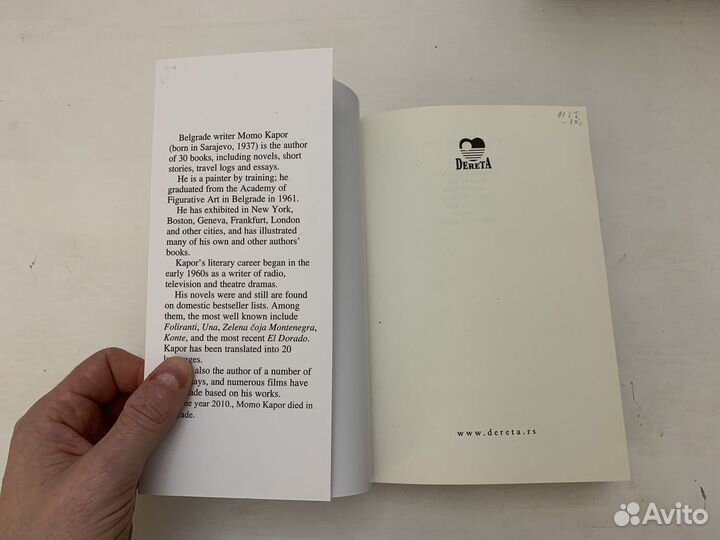 Belgrade writer Momo Kapor
(born in Sarajevo, 1937) is the author
of 30 books, including novels, short
stories, travel logs and essays.
He is a painter by training; he
graduated from the Academy of
Figurative Art in Belgrade in 1961.
He has exhibited in New York,
Boston, Geneva, Frankfurt, London
and other cities, and has illustrated
many of his own and other authors'
books.
Kapor's literary career began in the
early 1960s as a writer of radio,
television and theatre dramas.
His novels were and still are found
on domestic bestseller lists. Among
them, the most well known include
Foliranti, Una, Zelena čoja Montenegra,
Konte, and the most recent El Dorado.
Kapor has been translated into 20
also the author of a number of
and numerous films have
based on his works.
year 2010., Momo Kapor died in
DERETA
www.dereta.rs
Avito